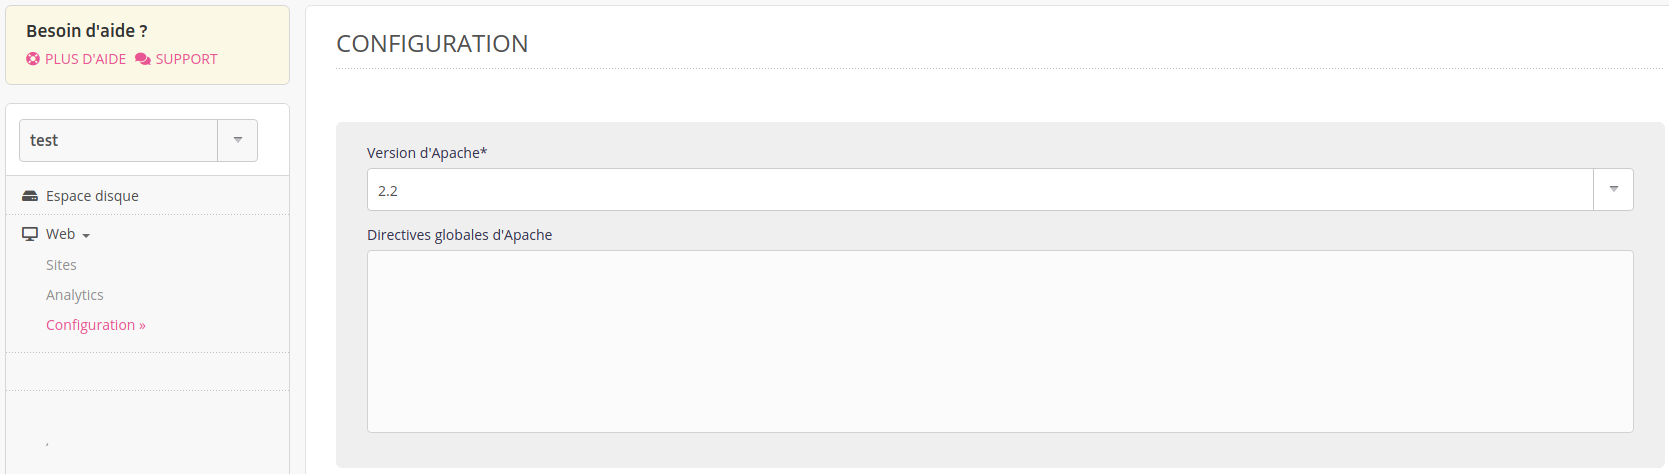 Besoin d'aide ?
PLUS D'AIDE SUPPORT
test
Espace disque
Web
Sites
Analytics
Configuration »
CONFIGURATION
Version d'Apache*
2.2
Directives globales d'Apache